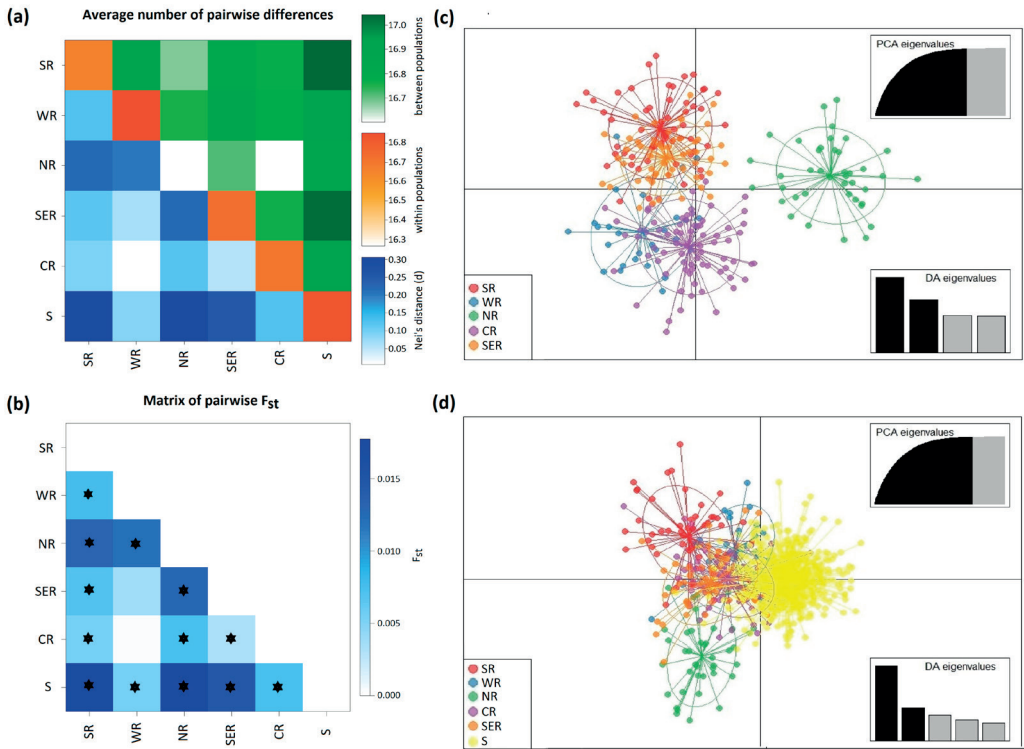 (a)
Average number of pairwise differences
SR
WR
NR
SER
CR
S
SR
WR
NR
SER
CR
S
17.0
16.9
16.8
16.7
between populations
16.8
16.7
16.6
16.5
16.4
16.3
within populations
0.30
0.25
0.20
0.15
0.10
0.05
Nei's distance (d)
(b)
Matrix of pairwise Fst
SR
WR
NR
SER
CR
S
SR
WR
NR
SER
CR
S
0.015
0.010
0.005
0.000
Fst
(c)
PCA eigenvalues
DA eigenvalues
SR
WR
NR
CR
SER
(d)
PCA eigenvalues
DA eigenvalues
SR
WR
NR
CR
SER
S